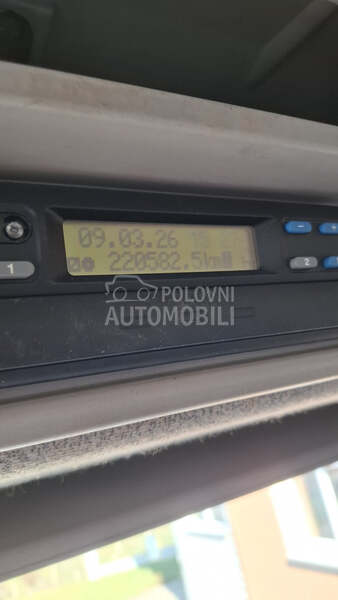 09.03.26
220582.5km
1
- +
2
POLOVNI
AUTOMOBILI